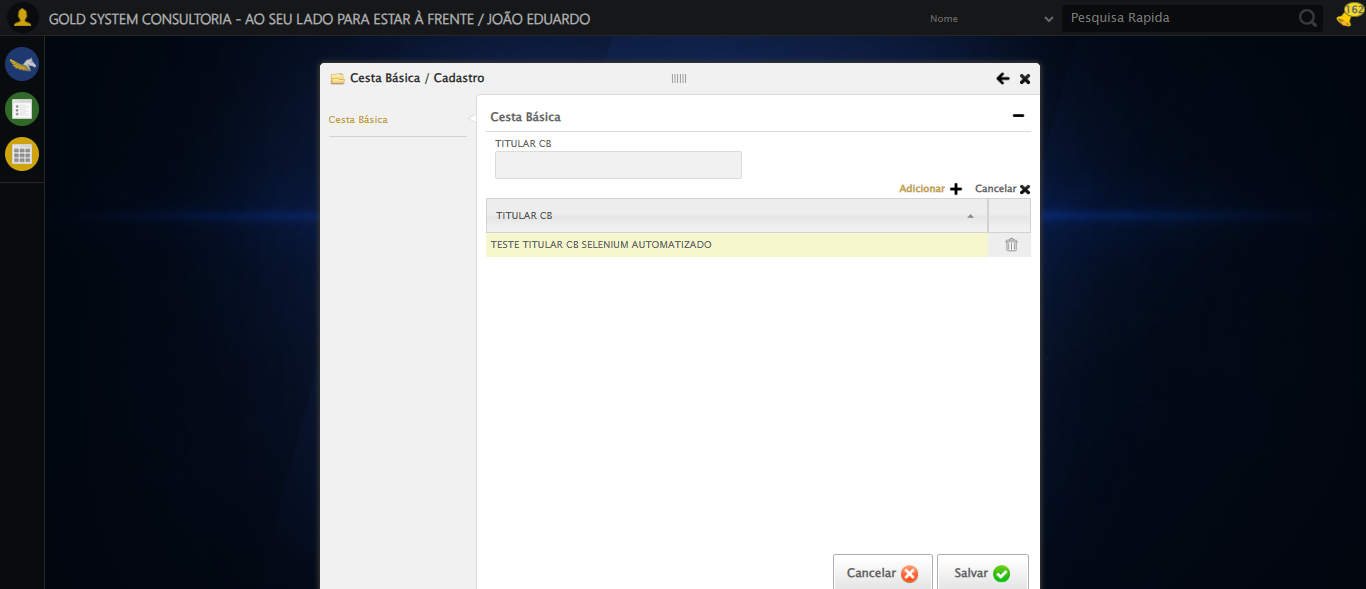 GOLD SYSTEM CONSULTORIA - AO SEU LADO PARA ESTAR À FRENTE / JOÃO EDUARDO
Nome
Pesquisa Rapida
162
Cesta Básica / Cadastro
Cesta Básica
Cesta Básica
TITULAR CB
Adicionar
Cancelar
TITULAR CB
TESTE TITULAR CB SELENIUM AUTOMATIZADO
Cancelar
Salvar